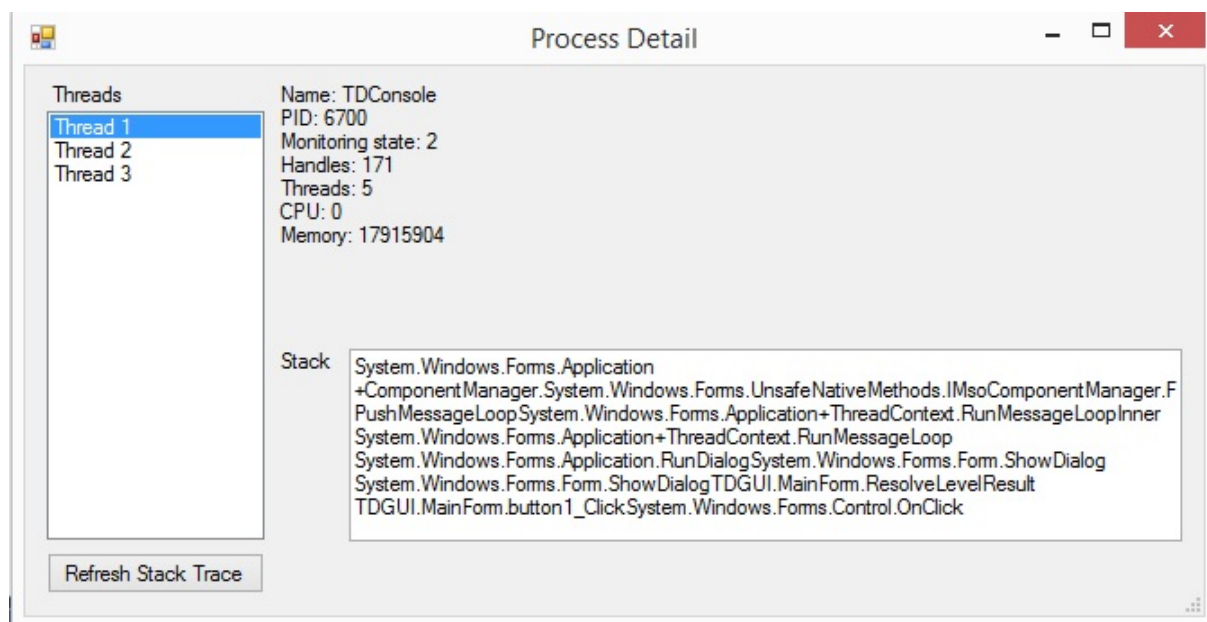 Process Detail
Threads
Thread 1
Thread 2
Thread 3
Name: TDConsole
PID: 6700
Monitoring state: 2
Handles: 171
Threads: 5
CPU: 0
Memory: 17915904
Stack
System.Windows.Forms.Application
+ComponentManager.System.Windows.Forms.UnsafeNativeMethods.IMsoComponentManager.F
PushMessageLoopSystem.Windows.Forms.Application+ThreadContext.RunMessageLoopInner
System.Windows.Forms.Application+ThreadContext.RunMessageLoop
System.Windows.Forms.Application.RunDialogSystem.Windows.Forms.Form.ShowDialog
System.Windows.Forms.Form.ShowDialogTDGUI.MainForm.ResolveLevelResult
TDGUI.MainForm.button1_ClickSystem.Windows.Forms.Control.OnClick
Refresh Stack Trace